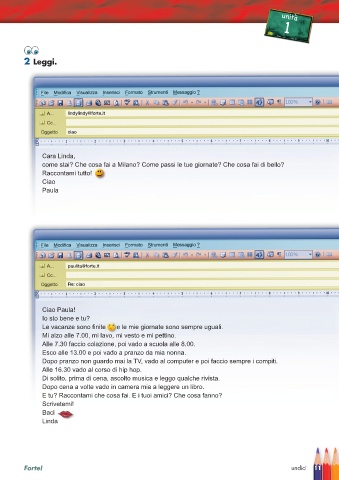 unità
1
2 Leggi.
File Modifica Visualizza Inserisci Formato Strumenti Messaggio ?
100%
A...
lindylindy@forte.it
Cc...
Oggetto:
ciao
Cara Linda,
come stai? Che cosa fai a Milano? Come passi le tue giornate? Che cosa fai di bello?
Raccontami tutto!
Ciao
Paula
File Modifica Visualizza Inserisci Formato Strumenti Messaggio ?
100%
A...
paulita@forte.it
Cc...
Oggetto:
Re: ciao
Ciao Paula!
Io sto bene e tu?
Le vacanze sono finite e le mie giornate sono sempre uguali.
Mi alzo alle 7.00, mi lavo, mi vesto e mi pettino.
Alle 7.30 faccio colazione, poi vado a scuola alle 8.00.
Esco alle 13.00 e poi vado a pranzo da mia nonna.
Dopo pranzo non guardo mai la TV, vado al computer e poi faccio sempre i compiti.
Alle 16.30 vado al corso di hip hop.
Di solito, prima di cena, ascolto musica e leggo qualche rivista.
Dopo cena a volte vado in camera mia a leggere un libro.
E tu? Raccontami che cosa fai. E i tuoi amici? Che cosa fanno?
Scrivetemi!
Baci
Linda
Forte!
undici
11